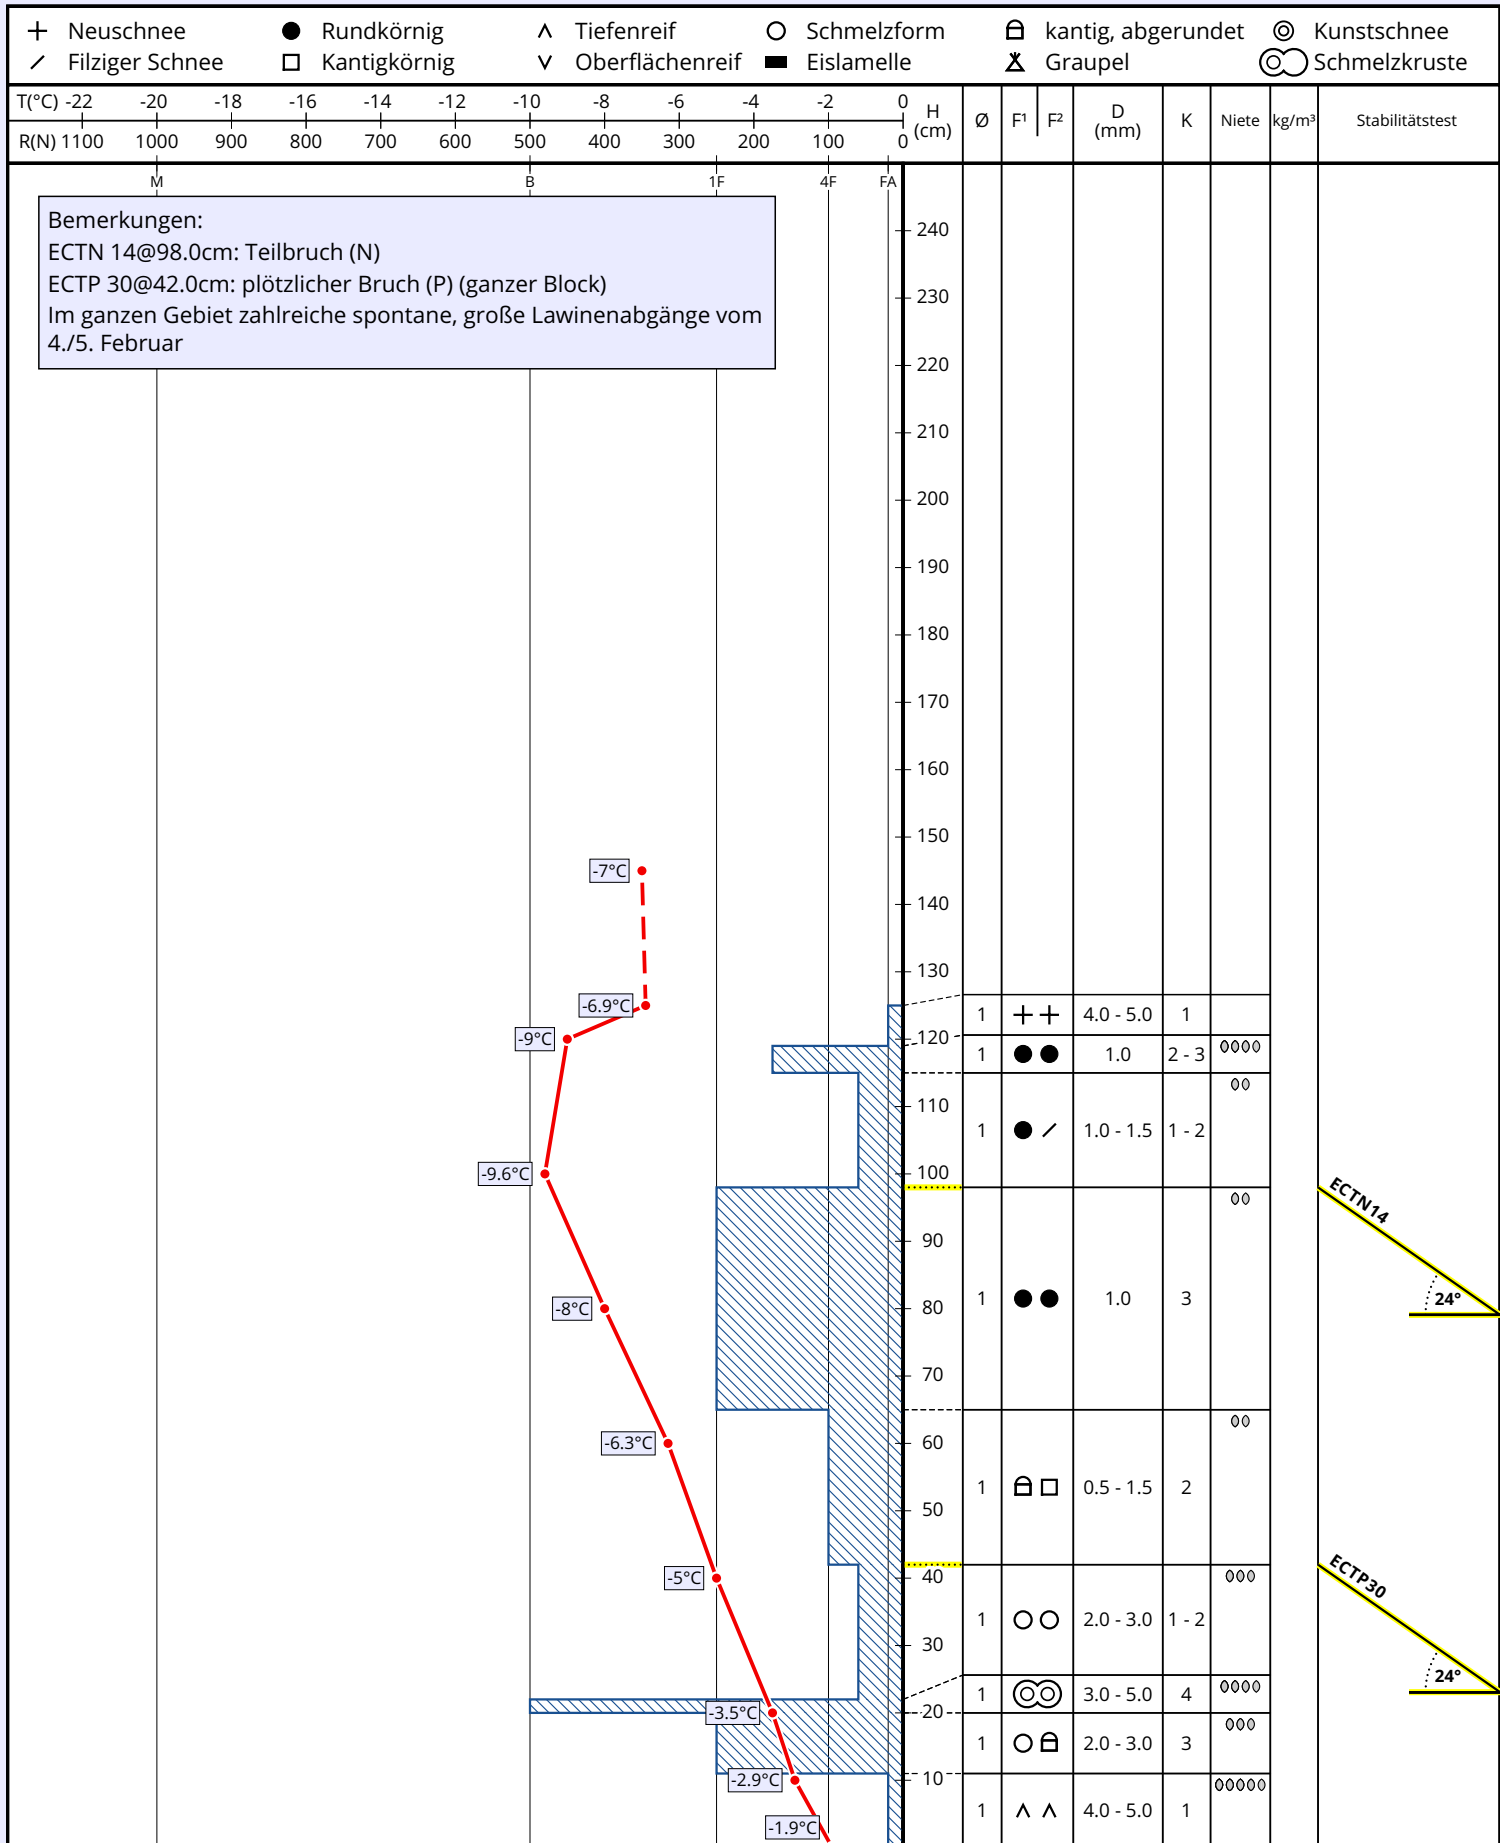 Neuschnee Rundkörnig Tiefenreif Schmelzform kantig, abgerundet Kunstschnee
Filziger Schnee Kantigkörnig Oberflächenreif Eislamelle Graupel Schmelzkruste
T(°C) -22 -20 -18 -16 -14 -12 -10 -8 -6 -4 -2 0
R(N) 1100 1000 900 800 700 600 500 400 300 200 100 0
H (cm) Ø F¹ F² D (mm) K Niete kg/m³ Stabilitätstest
M B 1F 4F FA
Bemerkungen:
ECTN 14@98.0cm: Teilbruch (N)
ECTP 30@42.0cm: plötzlicher Bruch (P) (ganzer Block)
Im ganzen Gebiet zahlreiche spontane, große Lawinenabgänge vom
4./5. Februar
240
230
220
210
200
190
180
170
160
150
-7°C
140
130
-6.9°C
1 4.0 - 5.0 1
-9°C 120
1 1.0 2 - 3
110
1 1.0 - 1.5 1 - 2
-9.6°C 100
ECTN14
90
24°
1 1.0 3
-8°C 80
70
-6.3°C 60
1 0.5 - 1.5 2
50
-5°C 40
ECTP30
1 2.0 - 3.0 1 - 2
30
24°
1 3.0 - 5.0 4
-3.5°C 20
1 2.0 - 3.0 3
-2.9°C 10
1 4.0 - 5.0 1
-1.9°C